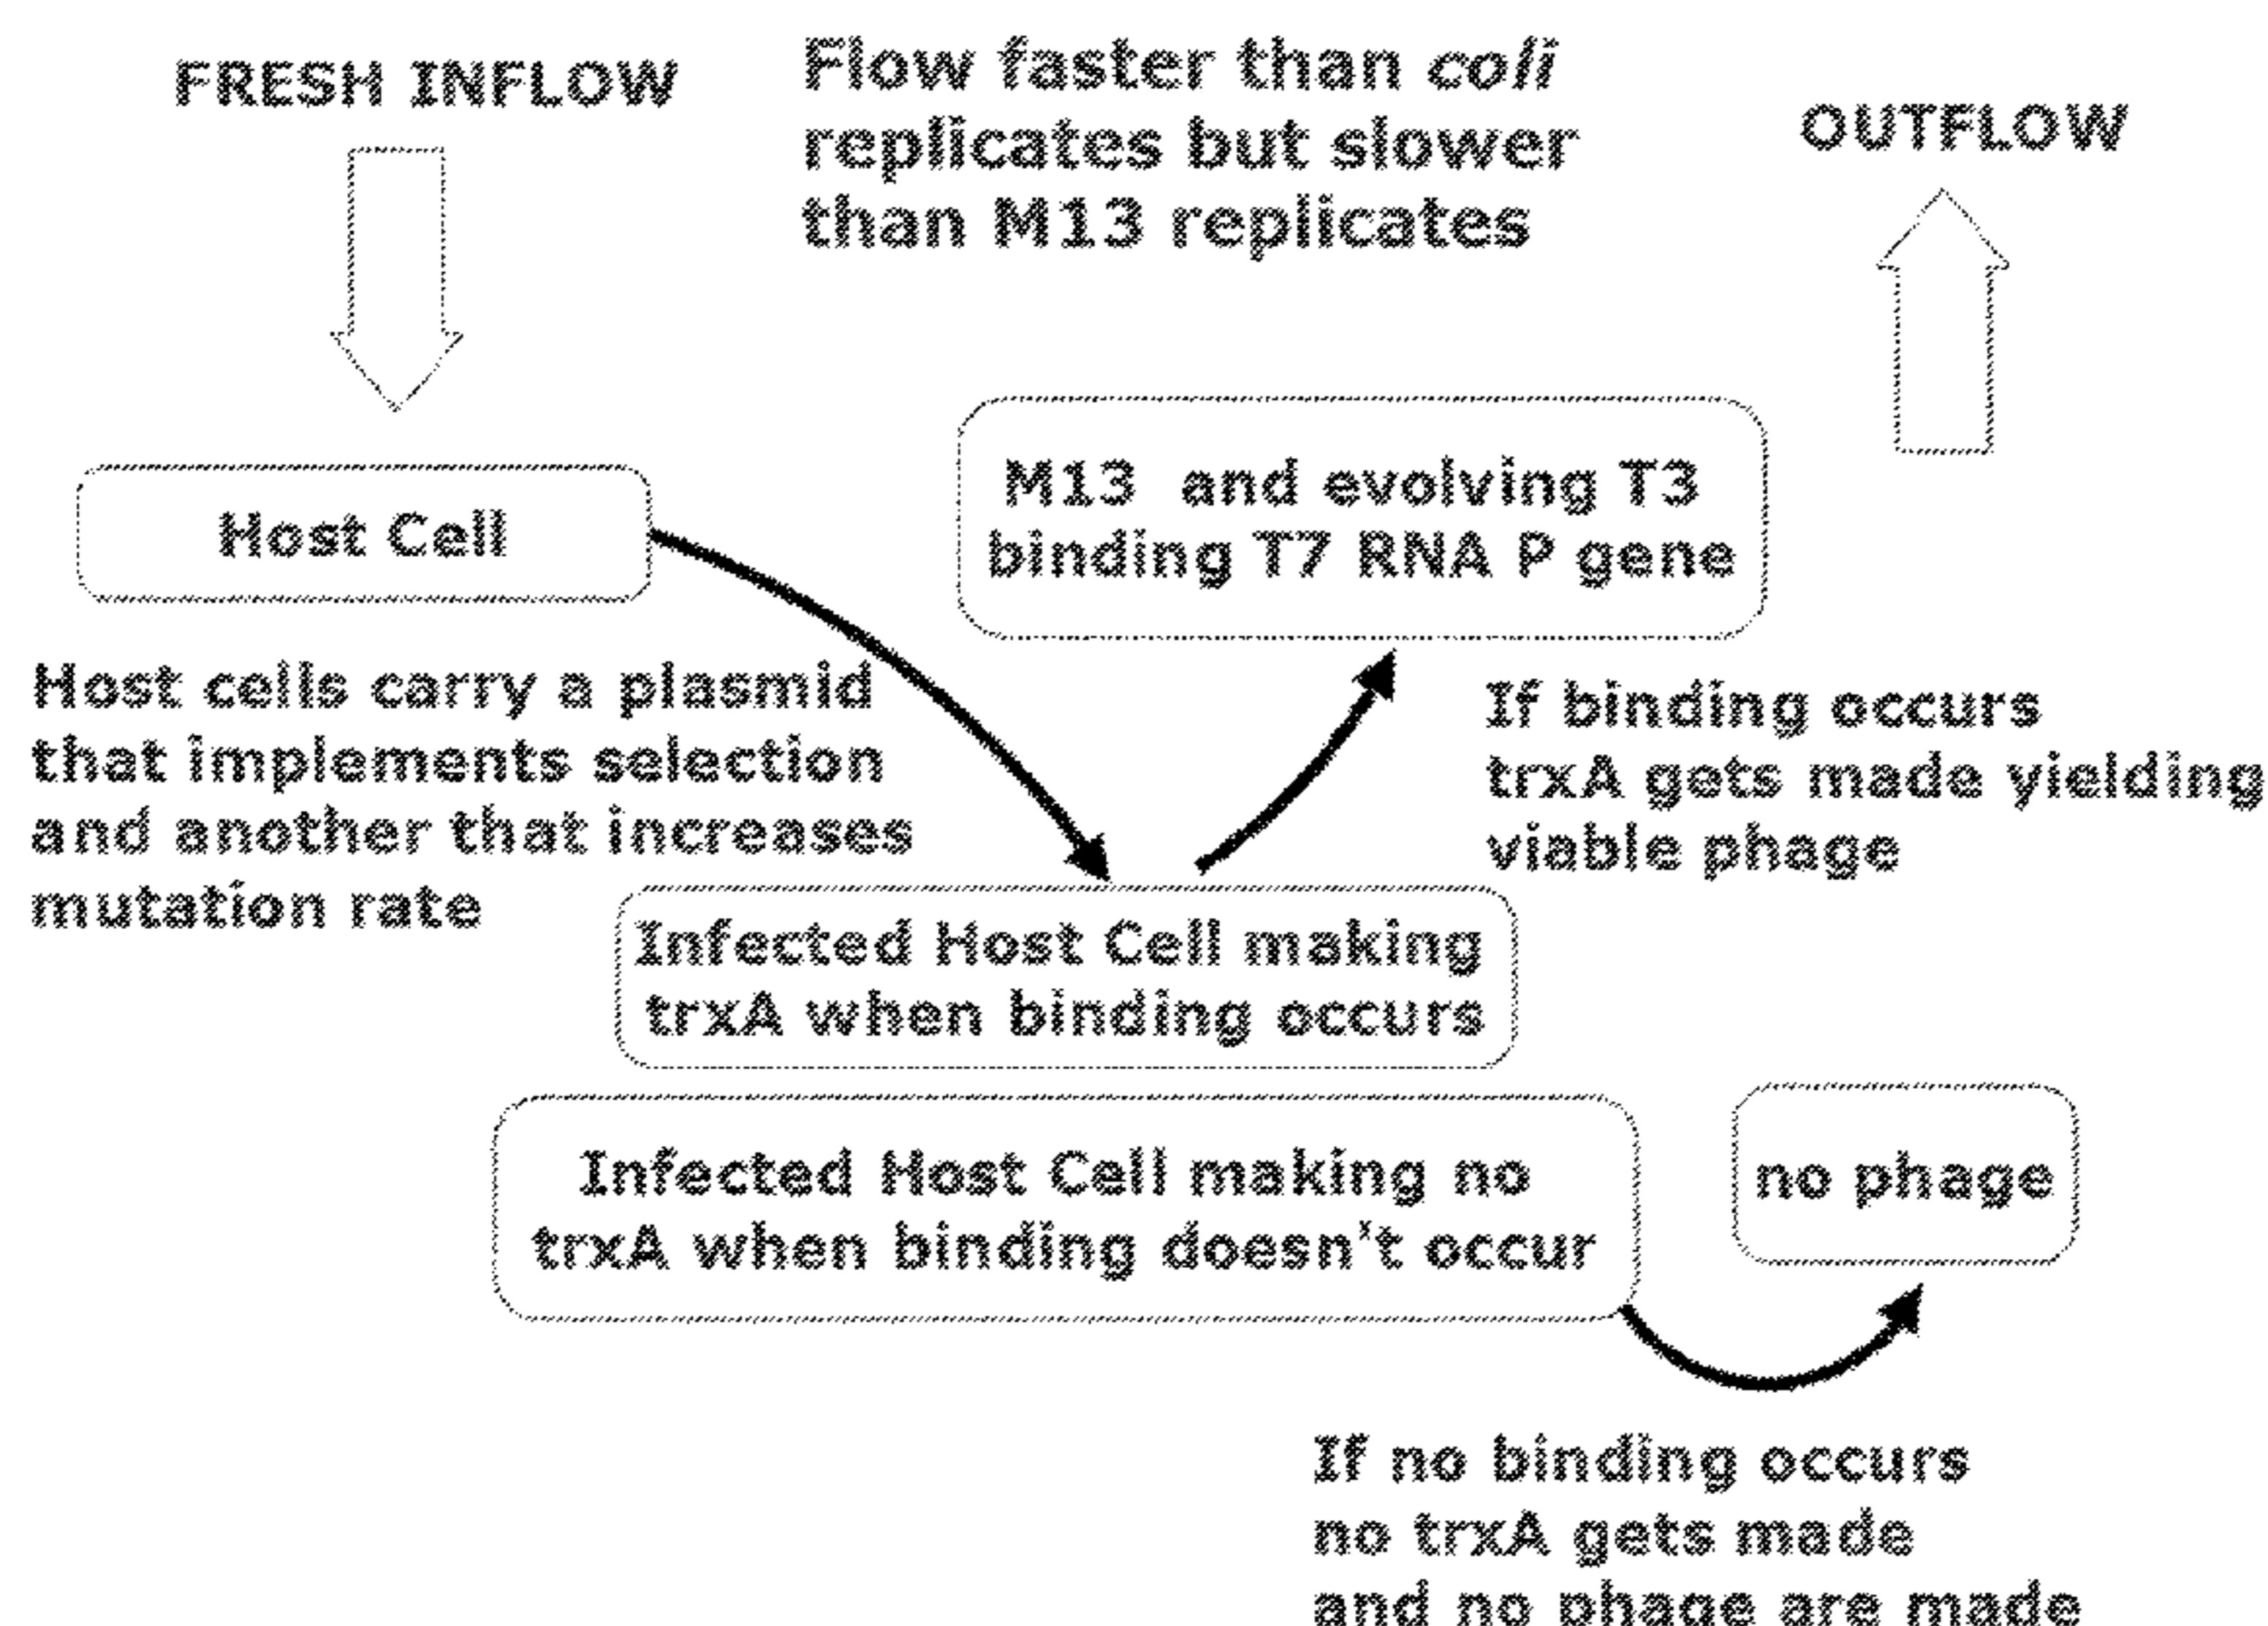 FRESH INFLOW
Flow faster than coli
replicates but slower
than M13 replicates
OUTFLOW
Host Cell
M13 and evolving T3
binding T7 RNA P gene
Host cells carry a plasmid
that implements selection
and another that increases
mutation rate
If binding occurs
trxA gets made yielding
viable phage
Infected Host Cell making
trxA when binding occurs
Infected Host Cell making no
trxA when binding doesn't occur
no phage
If no binding occurs
no trxA gets made
and no phage are made